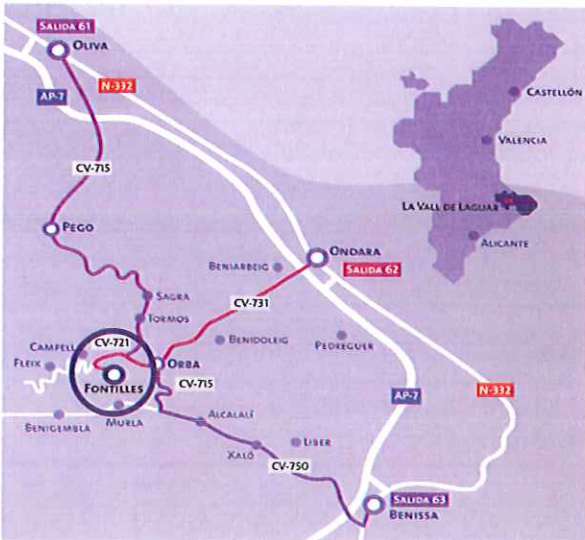 SALIDA 61
OLIVA
N-332
AP-7
CASTELLÓN
CV-715
VALENCIA
LA VALL DE LAGUAR
PEGO
ALICANTE
ONDARA
BENIARBEIG
SALIDA 62
SAGRA
CV-731
TORMOS
CV-721
CAMPELL
BENIDOLEIG
PEDREGUER
FLEIX
ORBA
FONTILLES
CV-715
AP-7
N-332
MURLA
BENIGEMBLA
ALCALALÍ
LIBER
XALÓ
CV-750
SALIDA 63
BENISSA